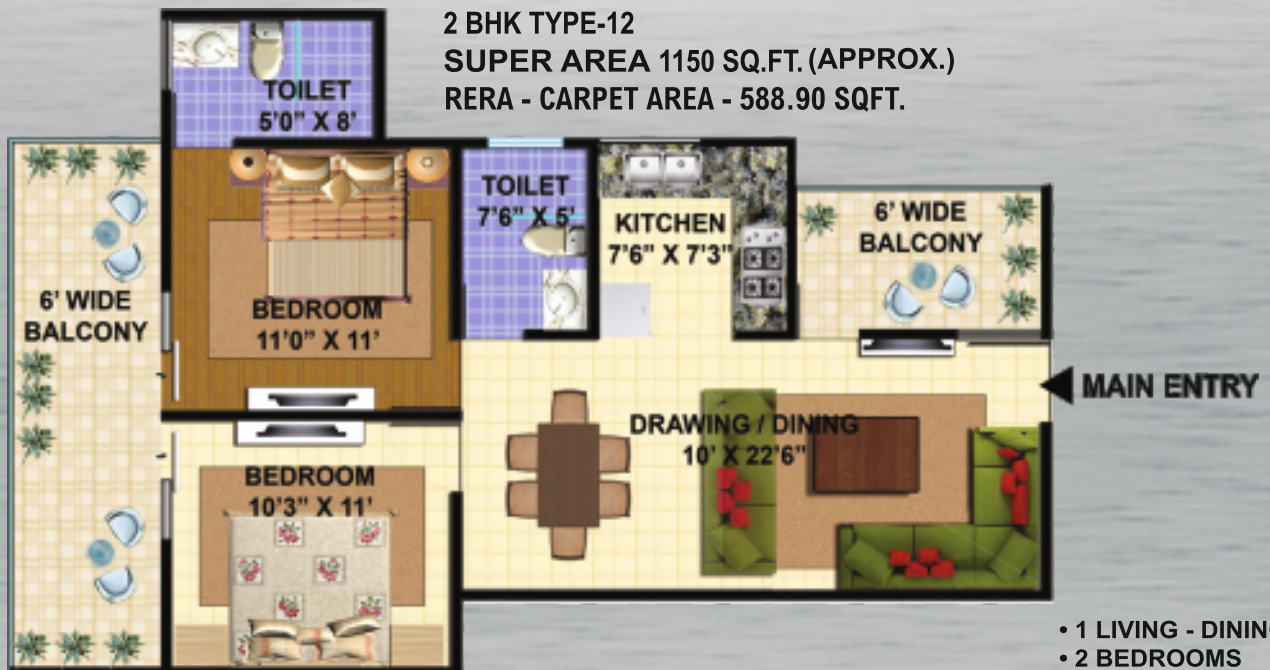 2 BHK TYPE-12
SUPER AREA 1150 SQ.FT. (APPROX.)
RERA - CARPET AREA - 588.90 SQFT.
TOILET
5’0” X 8’
TOILET
7’6” X 5’
KITCHEN
7’6” X 7’3”
6’ WIDE
BALCONY
6’ WIDE
BALCONY
BEDROOM
11’0” X 11’
MAIN ENTRY
DRAWING / DINING
10’ X 22’6”
BEDROOM
10’3” X 11’
• 1 LIVING - DININ
• 2 BEDROOMS